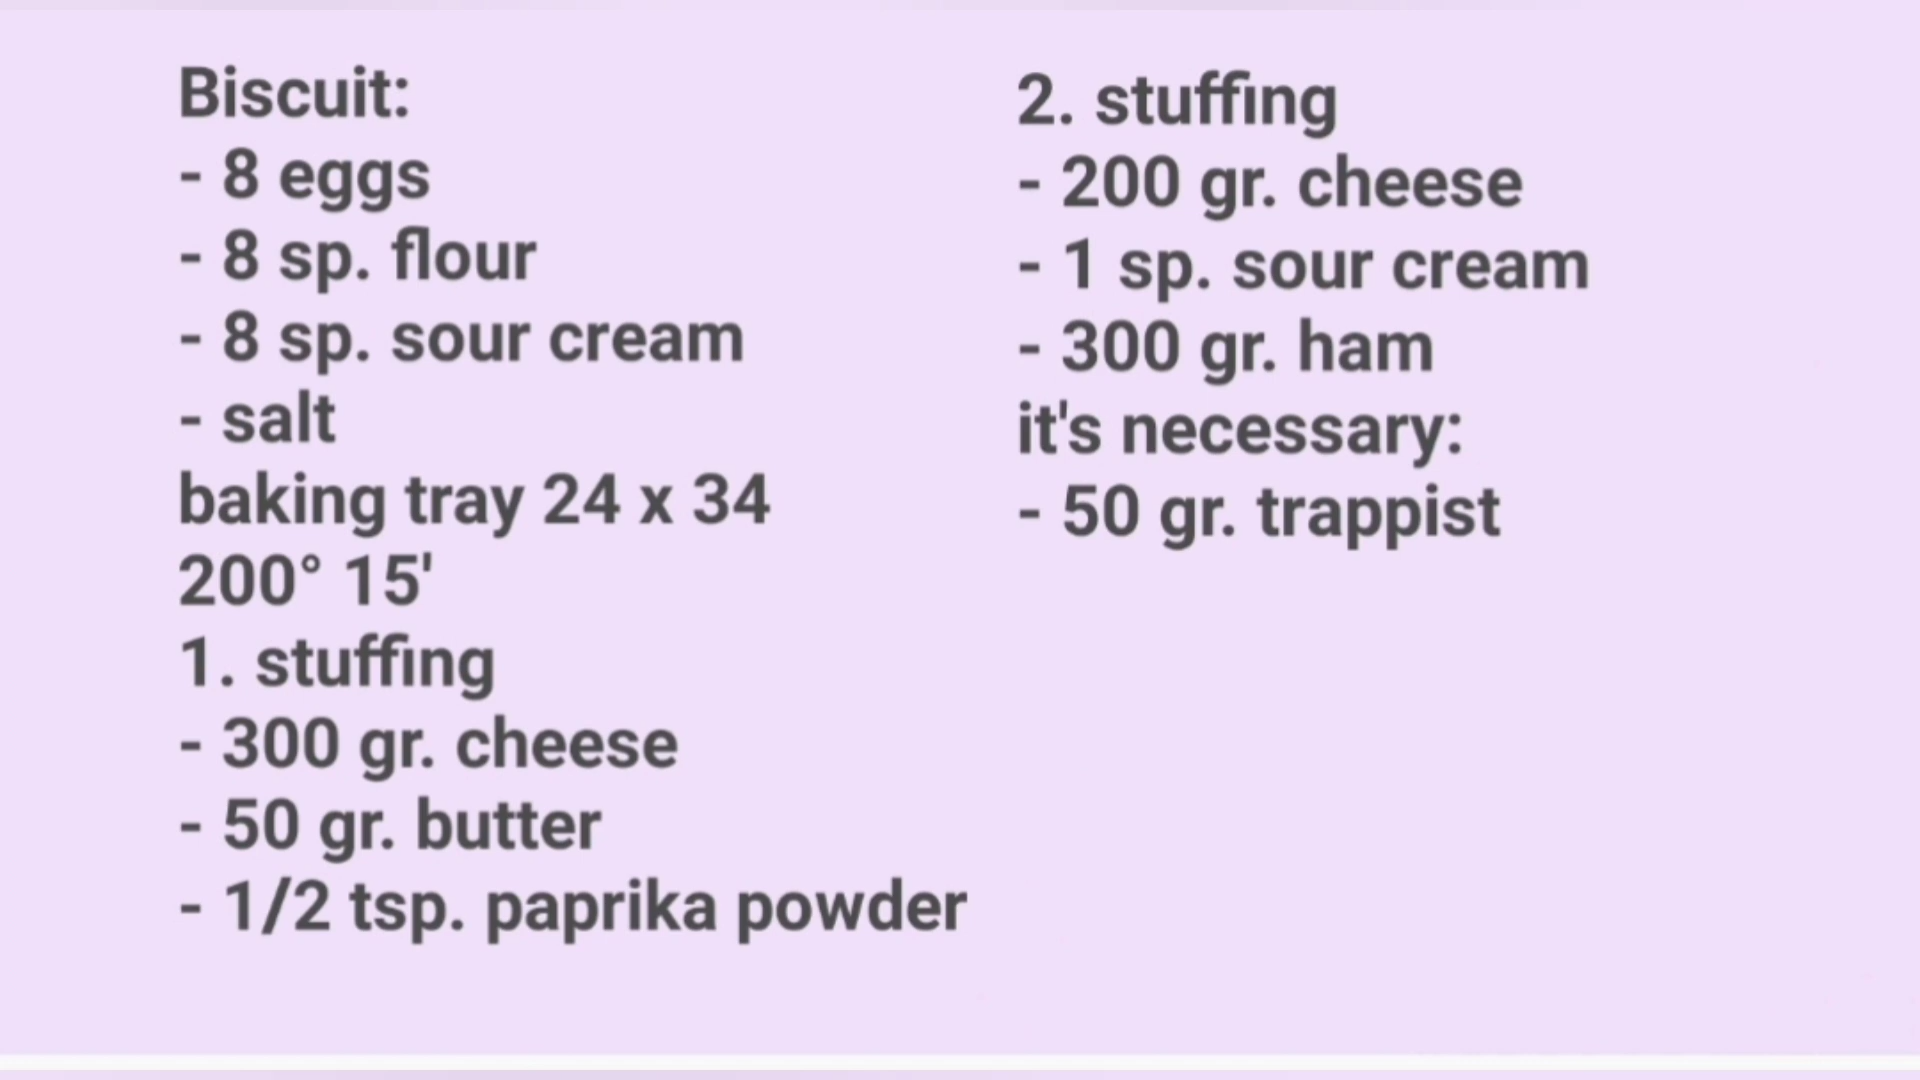 Biscuit:
- 8 eggs
- 8 sp. flour
- 8 sp. sour cream
- salt
baking tray 24 x 34
200° 15'
1. stuffing
- 300 gr. cheese
- 50 gr. butter
- 1/2 tsp. paprika powder
2. stuffing
- 200 gr. cheese
- 1 sp. sour cream
- 300 gr. ham
it's necessary:
- 50 gr. trappist